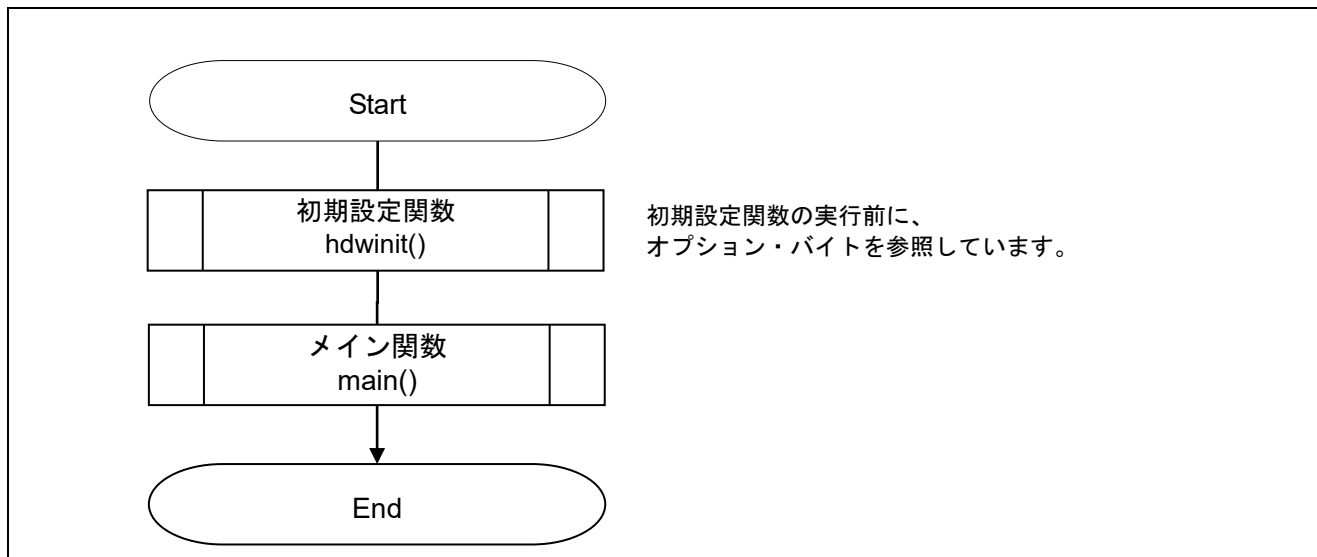 Start
初期設定関数
hdwinit()
初期設定関数の実行前に、
オプション・バイトを参照しています。
メイン関数
main()
End